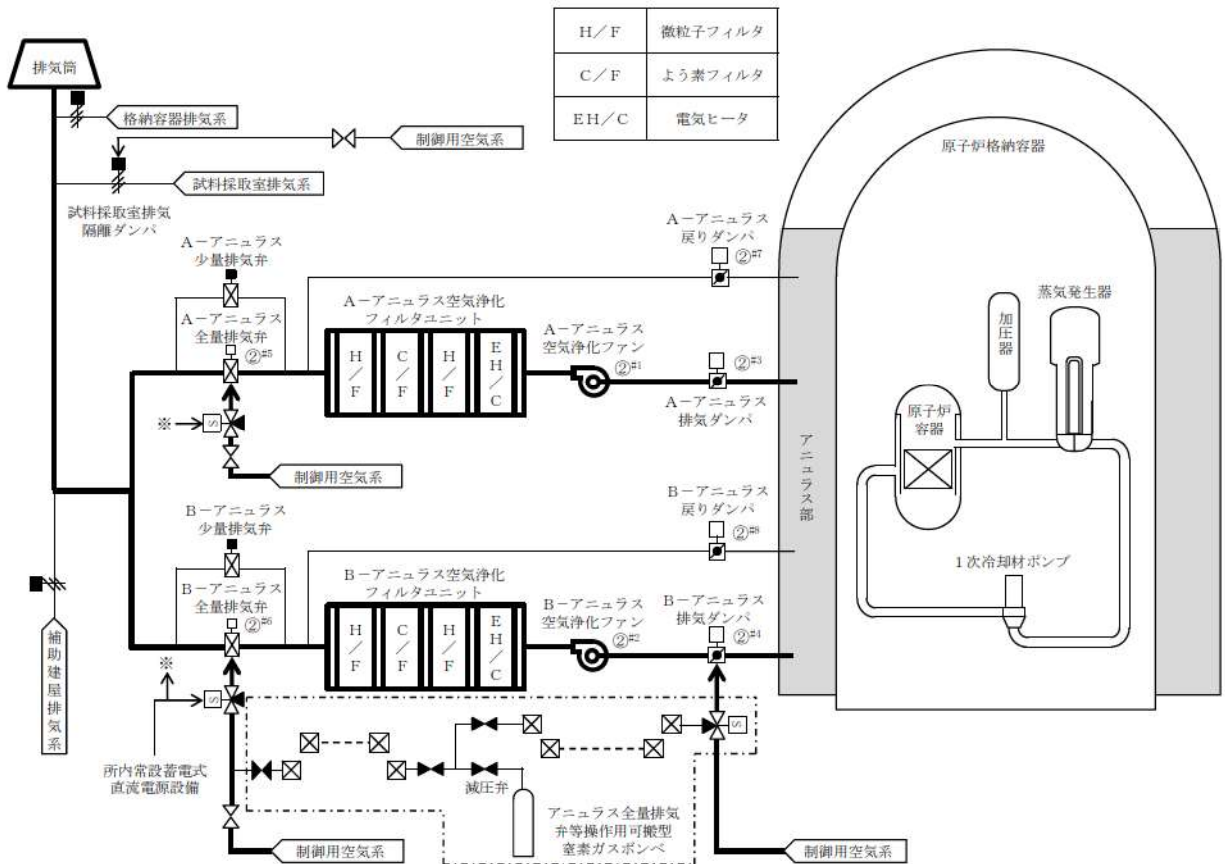 H／F 微粒子フィルタ
C／F よう素フィルタ
EH／C 電気ヒータ
排気筒
格納容器排気系
制御用空気系
試料採取室排気系
試料採取室排気
隔離ダンパ
原子炉格納容器
A－アニュラス
戻りダンパ
②#7
A－アニュラス
少量排気弁
A－アニュラス
全量排気弁
②#5
A－アニュラス空気浄化
フィルタユニット
H／F
C／F
H／F
EH／C
A－アニュラス
空気浄化ファン
②#1
②#3
A－アニュラス
排気ダンパ
※
S
制御用空気系
蒸気発生器
加圧器
原子炉
容器
アニュラス部
1次冷却材ポンプ
B－アニュラス
戻りダンパ
②#8
B－アニュラス
少量排気弁
B－アニュラス
全量排気弁
②#6
B－アニュラス空気浄化
フィルタユニット
H／F
C／F
H／F
EH／C
B－アニュラス
空気浄化ファン
②#2
B－アニュラス
排気ダンパ
②#4
補助建屋排気系
※
S
S
所内常設蓄電式
直流電源設備
減圧弁
アニュラス全量排気
弁等操作用可搬型
窒素ガスボンベ
制御用空気系
制御用空気系